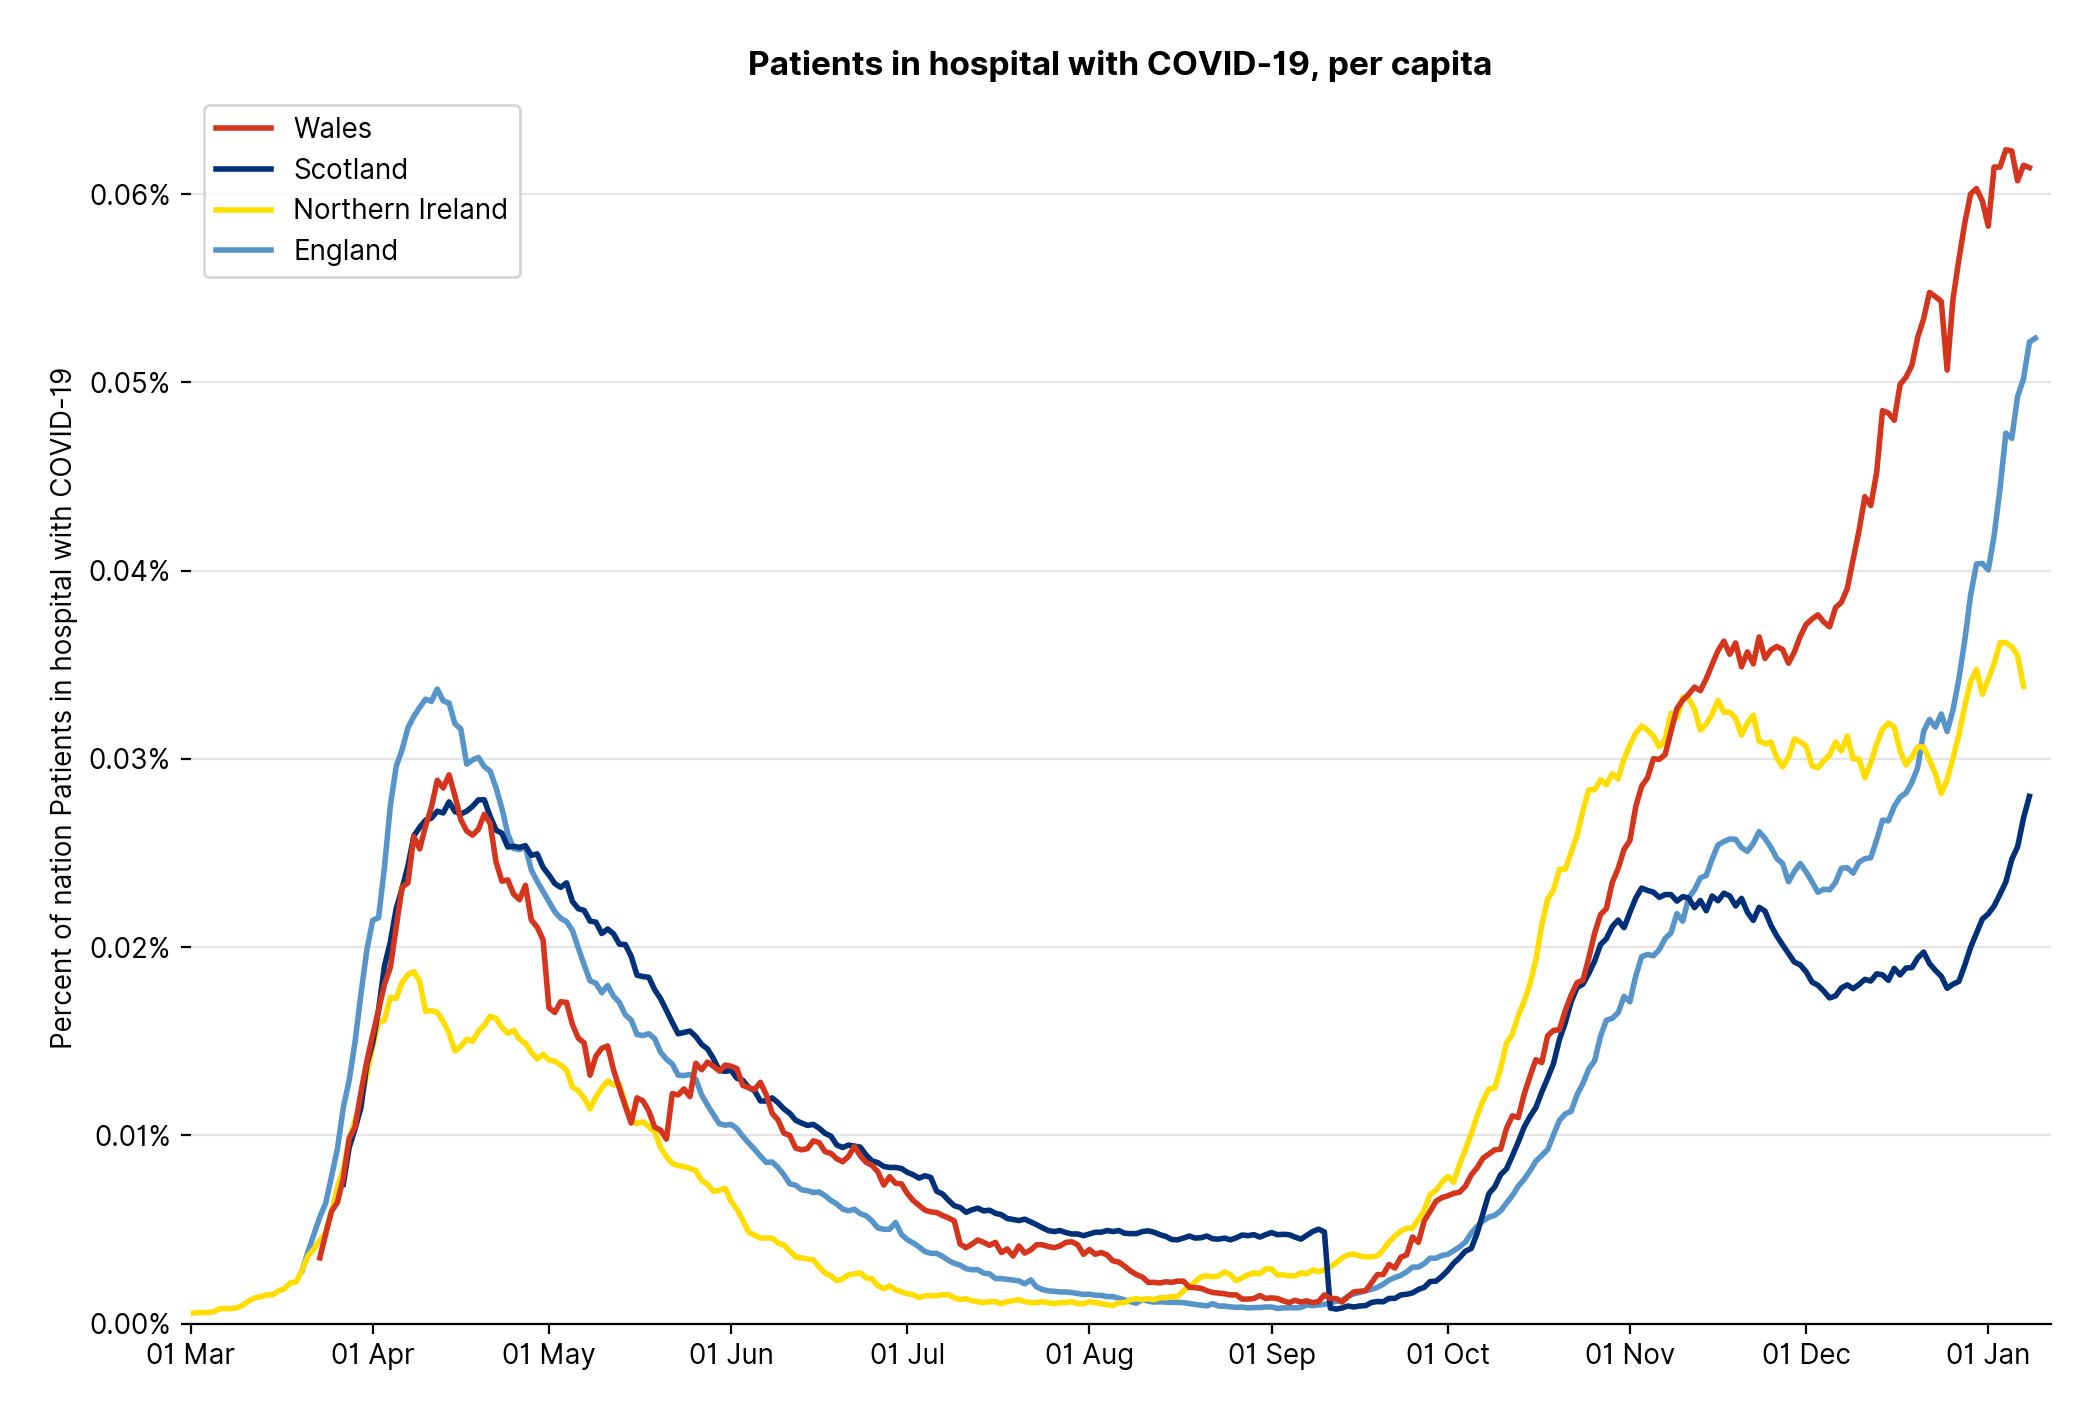 Patients in hospital with COVID-19, per capita
Wales
Scotland
Northern Ireland
England
Percent of nation Patients in hospital with COVID-19
0.06%
0.05%
0.04%
0.03%
0.02%
0.01%
0.00%
01 Mar
01 Apr
01 May
01 Jun
01 Jul
01 Aug
01 Sep
01 Oct
01 Nov
01 Dec
01 Jan